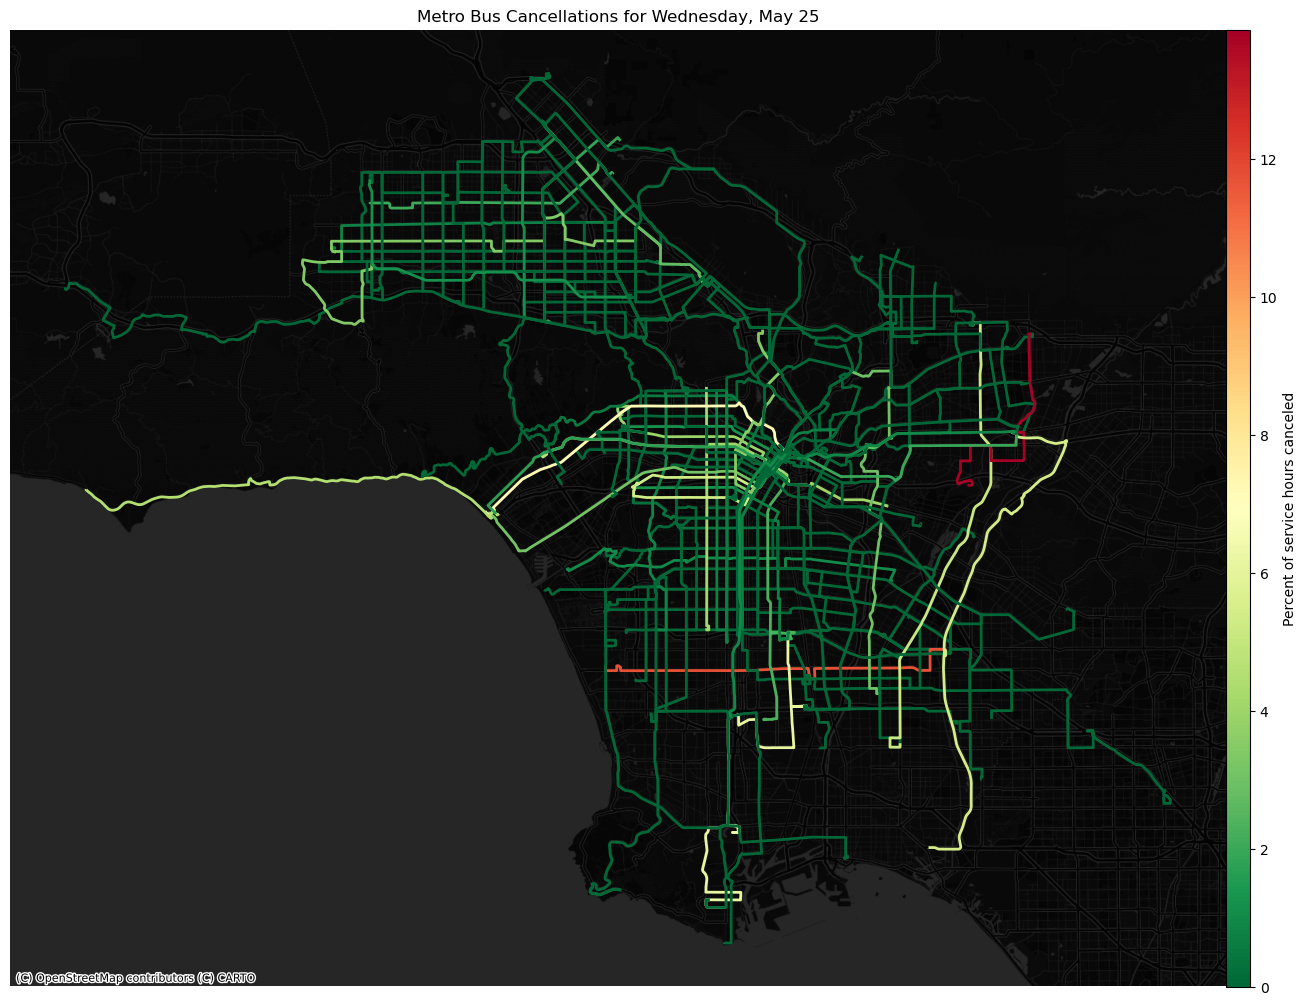 Metro Bus Cancellations for Wednesday, May 25
12
10
8
6
4
2
0
Percent of service hours canceled
(C) OpenStreetMap contributors (C) CARTO